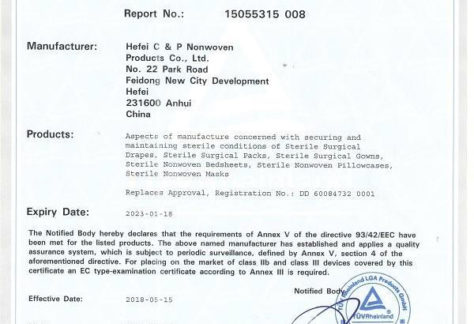 Report No.: 15055315 008
Manufacturer: Hefei C & P Nonwoven
Products Co., Ltd.
No. 22 Park Road
Feidong New City Development
Hefei
231600 Anhui
China
Products: Aspects of manufacture concerned with securing and
maintaining sterile conditions of Sterile Surgical
Drapes, Sterile Surgical Packs, Sterile Surgical Gowns,
Sterile Nonwoven Bedsheets, Sterile Nonwoven Pillowcases,
Sterile Nonwoven Masks
Replaces Approval, Registration No.: DD 60084732 0001
Expiry Date: 2023-01-18
The Notified Body hereby declares that the requirements of Annex V of the directive 93/42/EEC have
been met for the listed products. The above named manufacturer has established and applies a quality
assurance system, which is subject to periodic surveillance, defined by Annex V, section 4 of the
aforementioned directive. For placing on the market of class IIb and class III devices covered by this
certificate an EC type-examination certificate according to Annex III is required.
Notified Body
Effective Date: 2018-05-15
TÜVRheinland LGA Products GmbH
TÜVRheinland